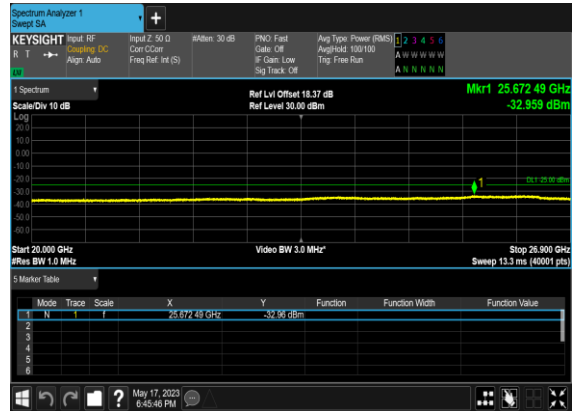 Spectrum Analyzer 1
Swept SA
+
KEYSIGHT Input: RF Input Z: 50 Ω #Atten: 30 dB PNO: Fast Avg Type: Power (RMS) 1 2 3 4 5 6
R T Coupling: DC Corr CCorr Gate: Off Avg|Hold: 100/100 A W W W W W
Align: Auto Freq Ref: Int (S) IF Gain: Low Trig: Free Run
LW Sig Track: Off A N N N N N
1 Spectrum Ref Lvl Offset 18.37 dB Mkr1 25.672 49 GHz
Scale/Div 10 dB Ref Level 30.00 dBm -32.959 dBm
Log
20.0
10.0
0.00
-10.0
-20.0 1 DL1 -25.00 dBm
-30.0
-40.0
-50.0
-60.0
Start 20.000 GHz Video BW 3.0 MHz* Stop 26.900 GHz
#Res BW 1.0 MHz Sweep 13.3 ms (40001 pts)
5 Marker Table
Mode Trace Scale X Y Function Function Width Function Value
1 N 1 f 25.672 49 GHz -32.96 dBm
2
3
4
5
6
? May 17, 2023
6:45:46 PM